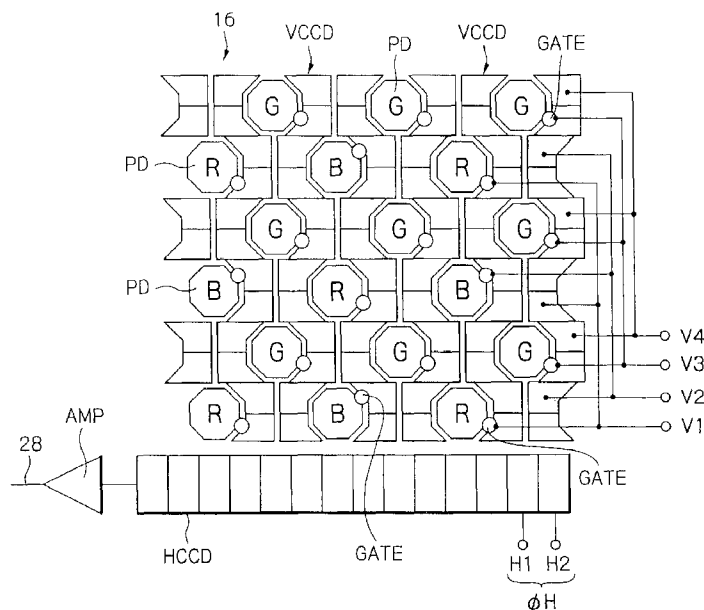 16 VCCD PD VCCD GATE
G G G
PD R B R
G G G
PD B R B
G G G V4
V3
R B R V2
V1
AMP
28
GATE
HCCD GATE H1 H2
φH